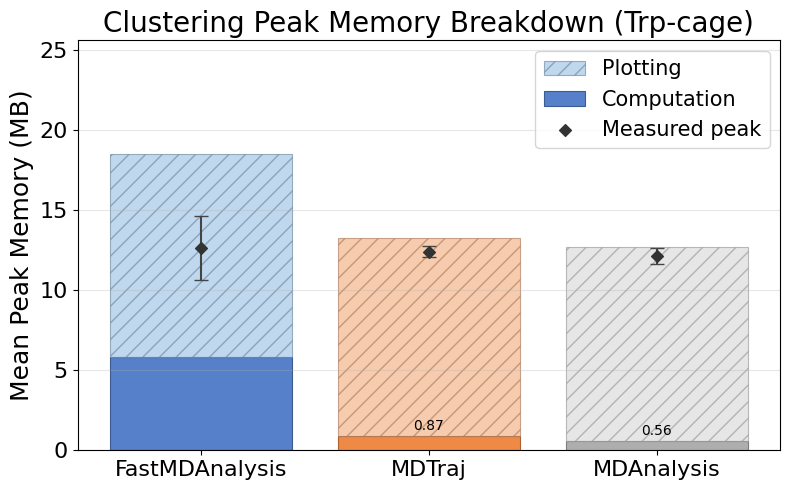 Clustering Peak Memory Breakdown (Trp-cage)
Mean Peak Memory (MB)
25
20
15
10
5
0
Plotting
Computation
Measured peak
0.87
0.56
FastMDAnalysis
MDTraj
MDAnalysis